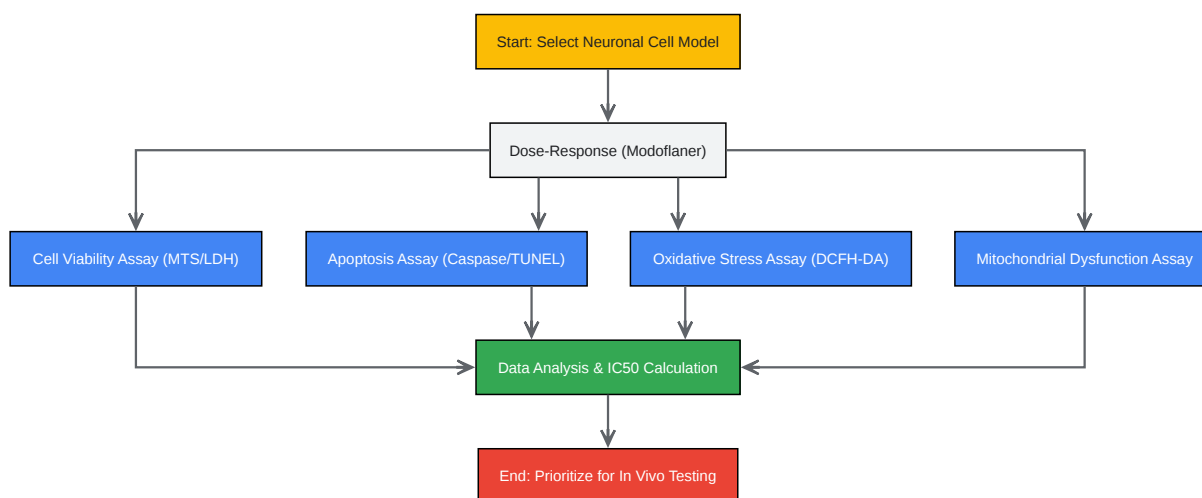 Start: Select Neuronal Cell Model
Dose-Response (Modoflaner)
Cell Viability Assay (MTS/LDH)
Apoptosis Assay (Caspase/TUNEL)
Oxidative Stress Assay (DCFH-DA)
Mitochondrial Dysfunction Assay
Data Analysis & IC50 Calculation
End: Prioritize for In Vivo Testing